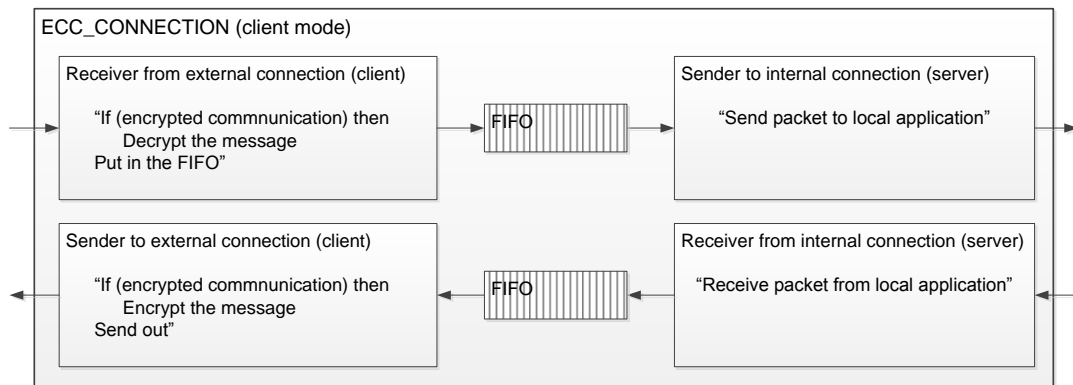 ECC_CONNECTION (client mode)
Receiver from external connection (client)
“If (encrypted commnunication) then
Decrypt the message
Put in the FIFO”
FIFO
Sender to internal connection (server)
“Send packet to local application”
Sender to external connection (client)
“If (encrypted commnunication) then
Encrypt the message
Send out”
FIFO
Receiver from internal connection (server)
“Receive packet from local application”